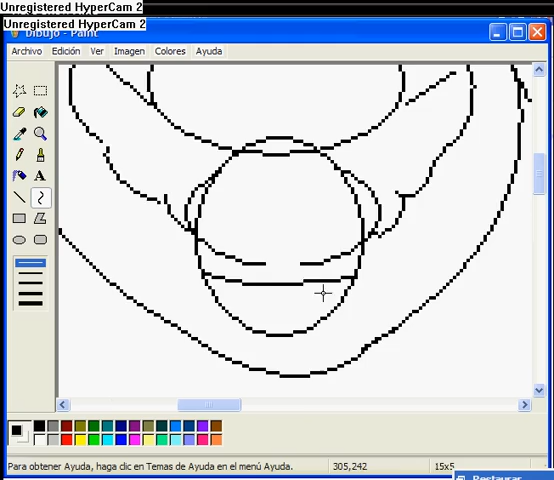 Unregistered HyperCam 2
Unregistered HyperCam 2
Dibujo - Paint
Archivo Edición Ver Imagen Colores Ayuda
A
Para obtener Ayuda, haga clic en Temas de Ayuda en el menú Ayuda. 305,242 15x5
Restaurar